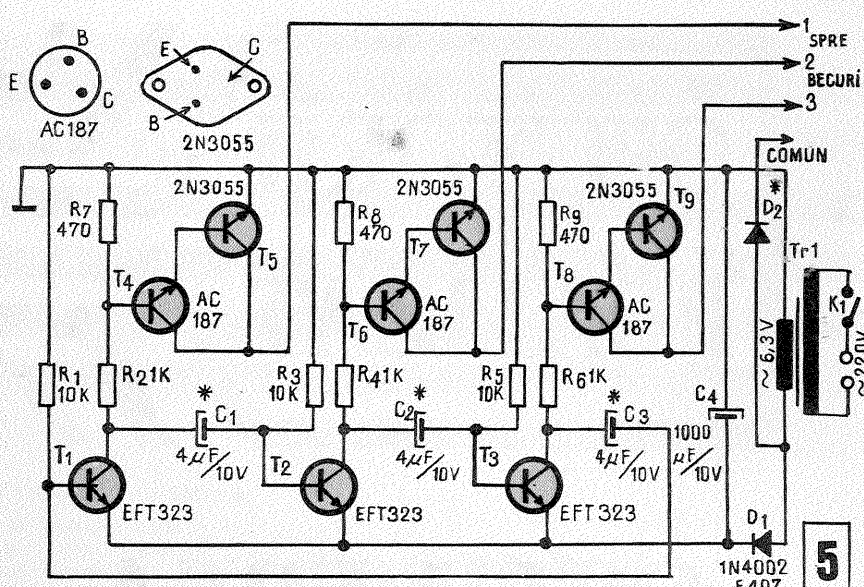 B
E
C
AC187
E
C
B
2N3055
1
SPRE
2
BECURI
3
COMUN
2N3055
2N3055
2N3055
T9
*
D2
R7
470
R8
470
R9
470
T5
T7
T4
AC
187
T6
AC
187
T8
AC
187
Tr1
K1
~6,3V
~220V
R1
10K
R2 1K
R3
10K
R4 1K
R5
10K
R6 1K
*
C1
4µF/10V
*
C2
4µF/10V
*
C3
4µF/10V
C4
1000
µF/10V
T1
EFT323
T2
EFT323
T3
EFT323
D1
1N4002
F407
5